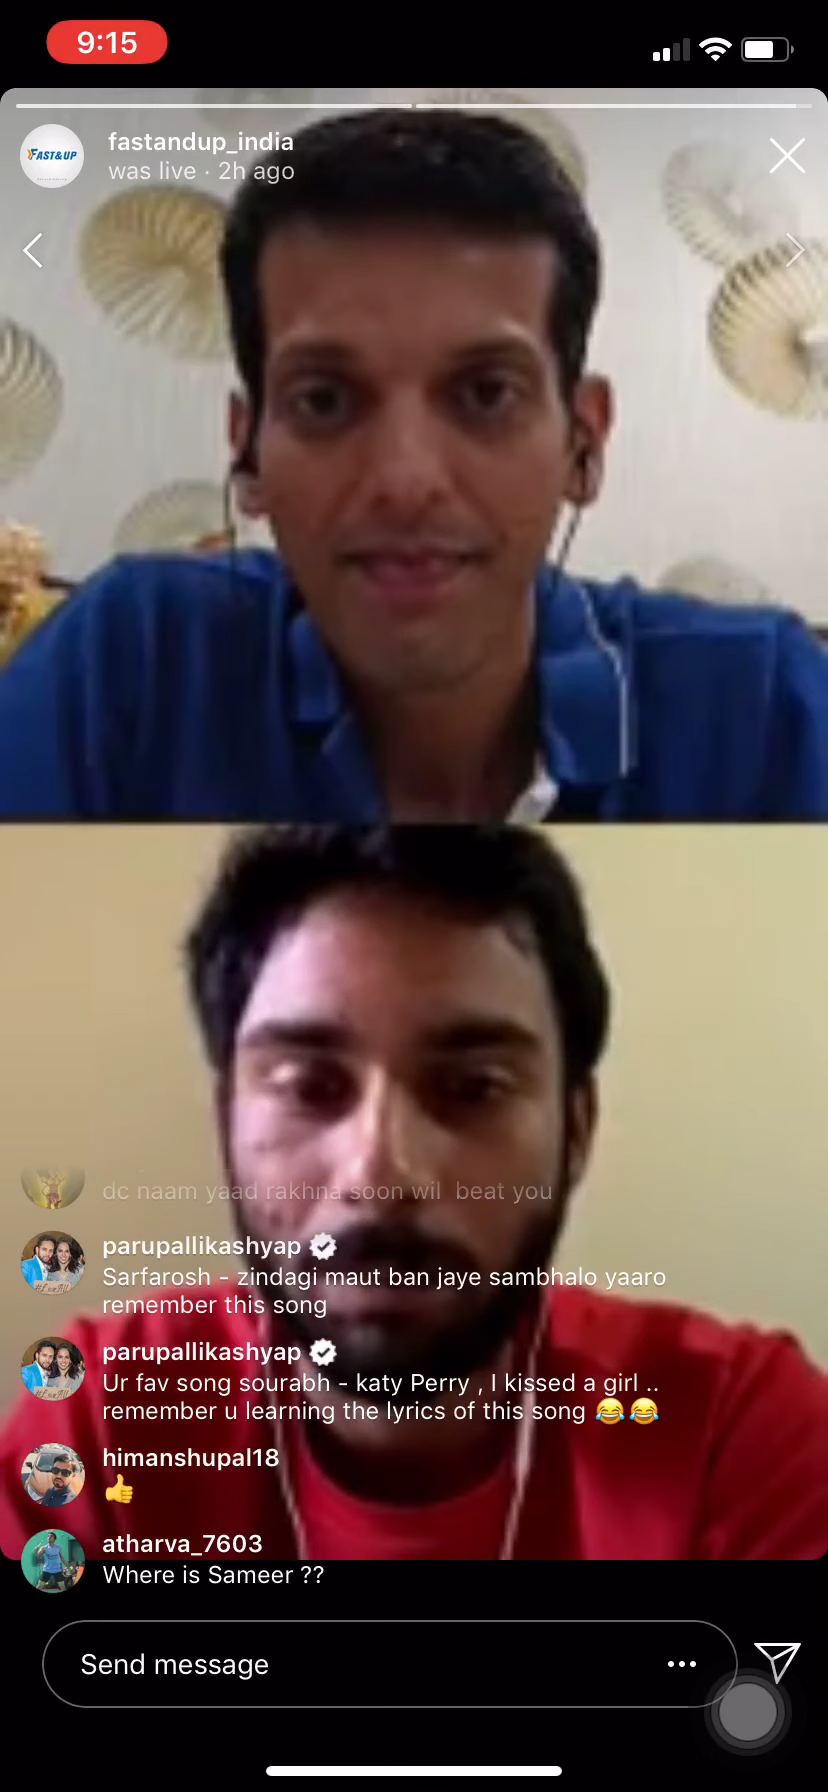 9:15
FAST&UP
fastandup_india
was live · 2h ago
dc naam yaad rakhna soon wil beat you
parupallikashyap
Sarfarosh - zindagi maut ban jaye sambhalo yaaro
remember this song
parupallikashyap
Ur fav song sourabh - katy Perry , I kissed a girl ..
remember u learning the lyrics of this song 😂😂
himanshupal18
👍
atharva_7603
Where is Sameer ??
Send message